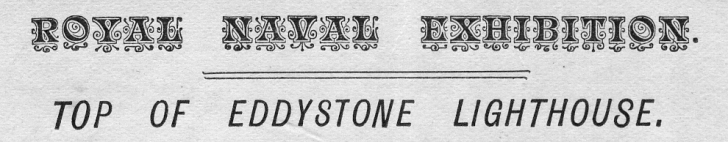 ROYAL NAVAL EXHIBITION.
TOP OF EDDYSTONE LIGHTHOUSE.